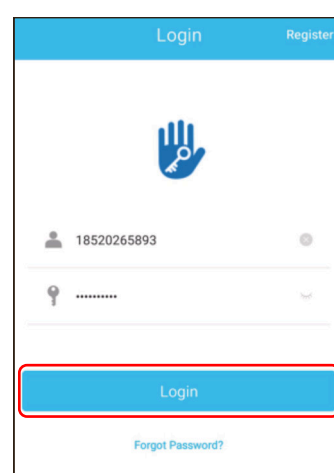 Login
Register
18520265893
••••••••••
Login
Forgot Password?